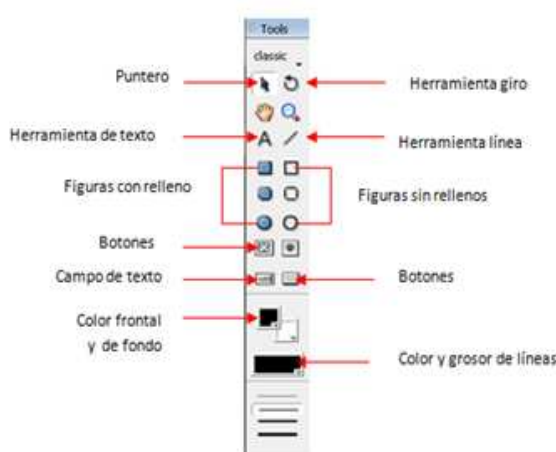 Tools
classic
Puntero
Herramienta giro
Herramienta de texto
A
Herramienta línea
Figuras con relleno
Figuras sin rellenos
Botones
Campo de texto
Botones
Color frontal
y de fondo
Color y grosor de líneas